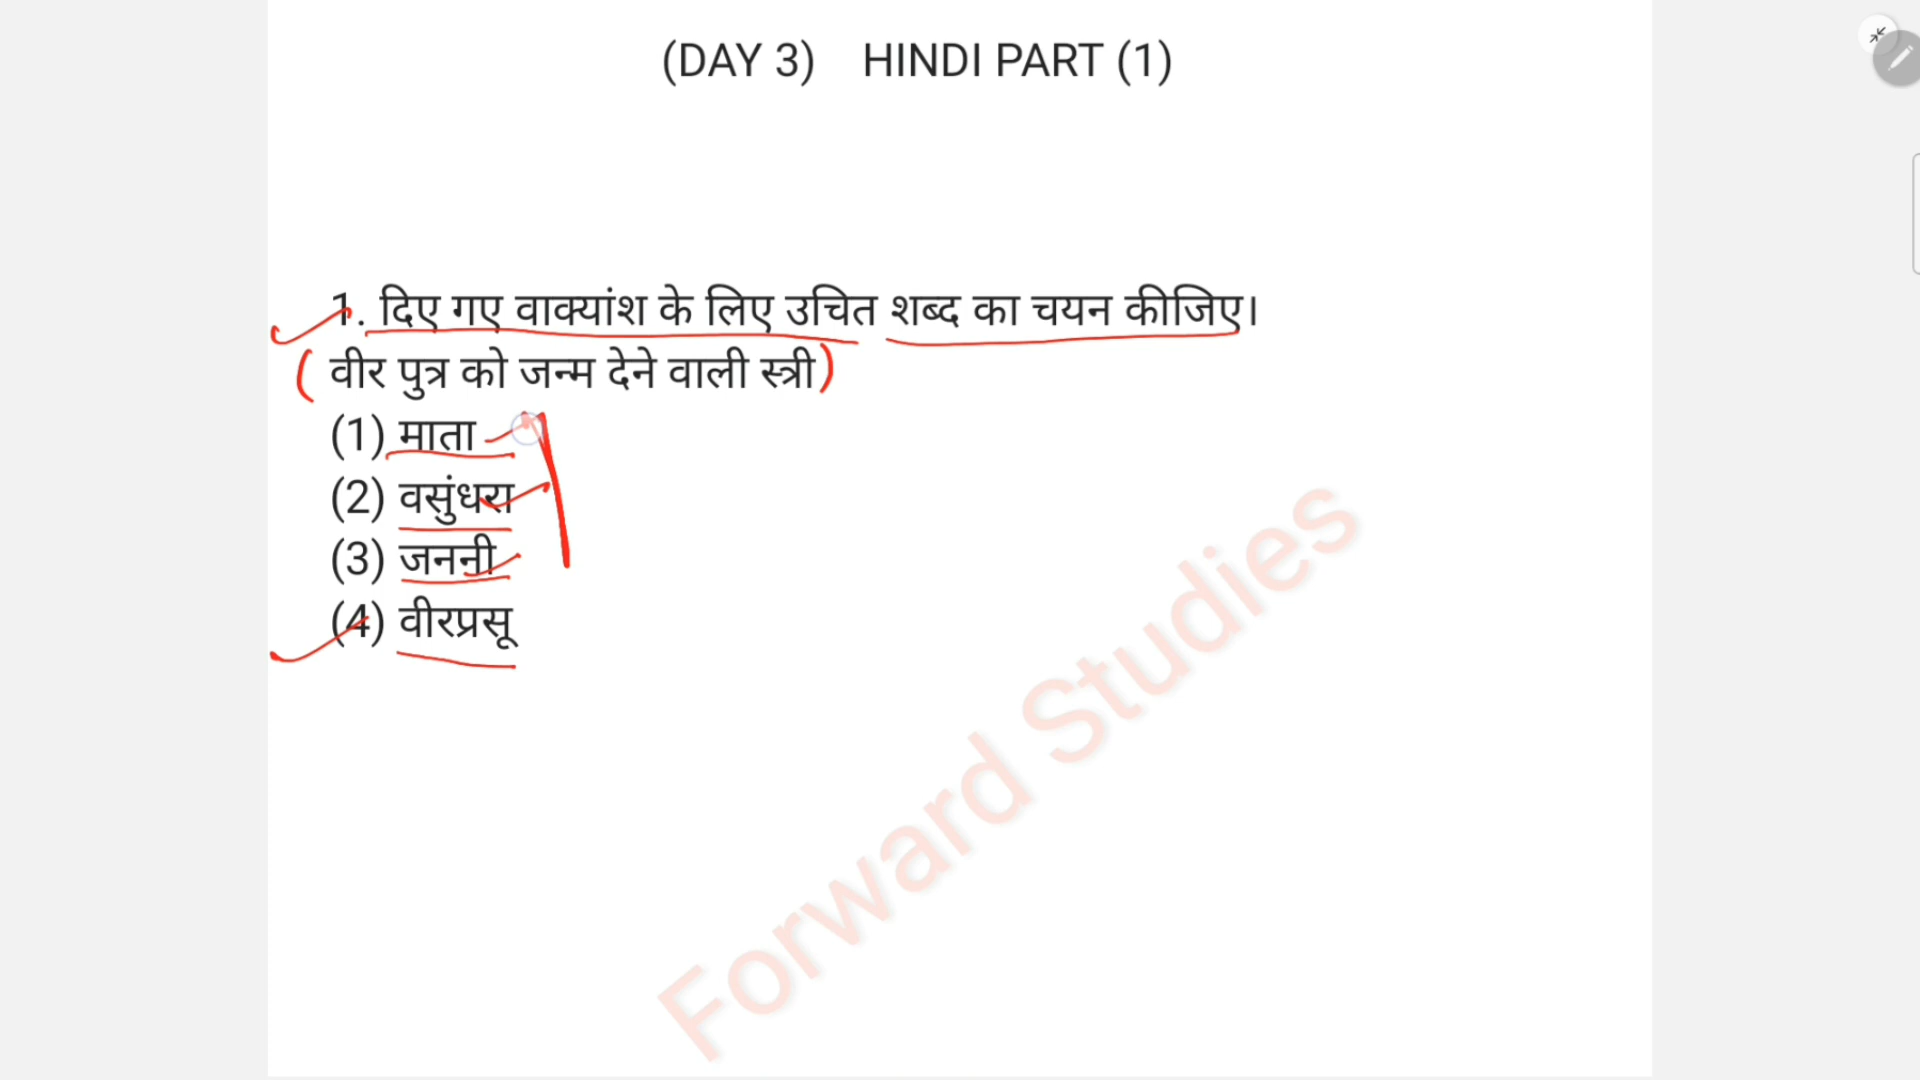 (DAY 3) HINDI PART (1)
1. दिए गए वाक्यांश के लिए उचित शब्द का चयन कीजिए।
( वीर पुत्र को जन्म देने वाली स्त्री)
(1) माता
(2) वसुंधरा
(3) जननी
(4) वीरप्रसू
Forward Studies